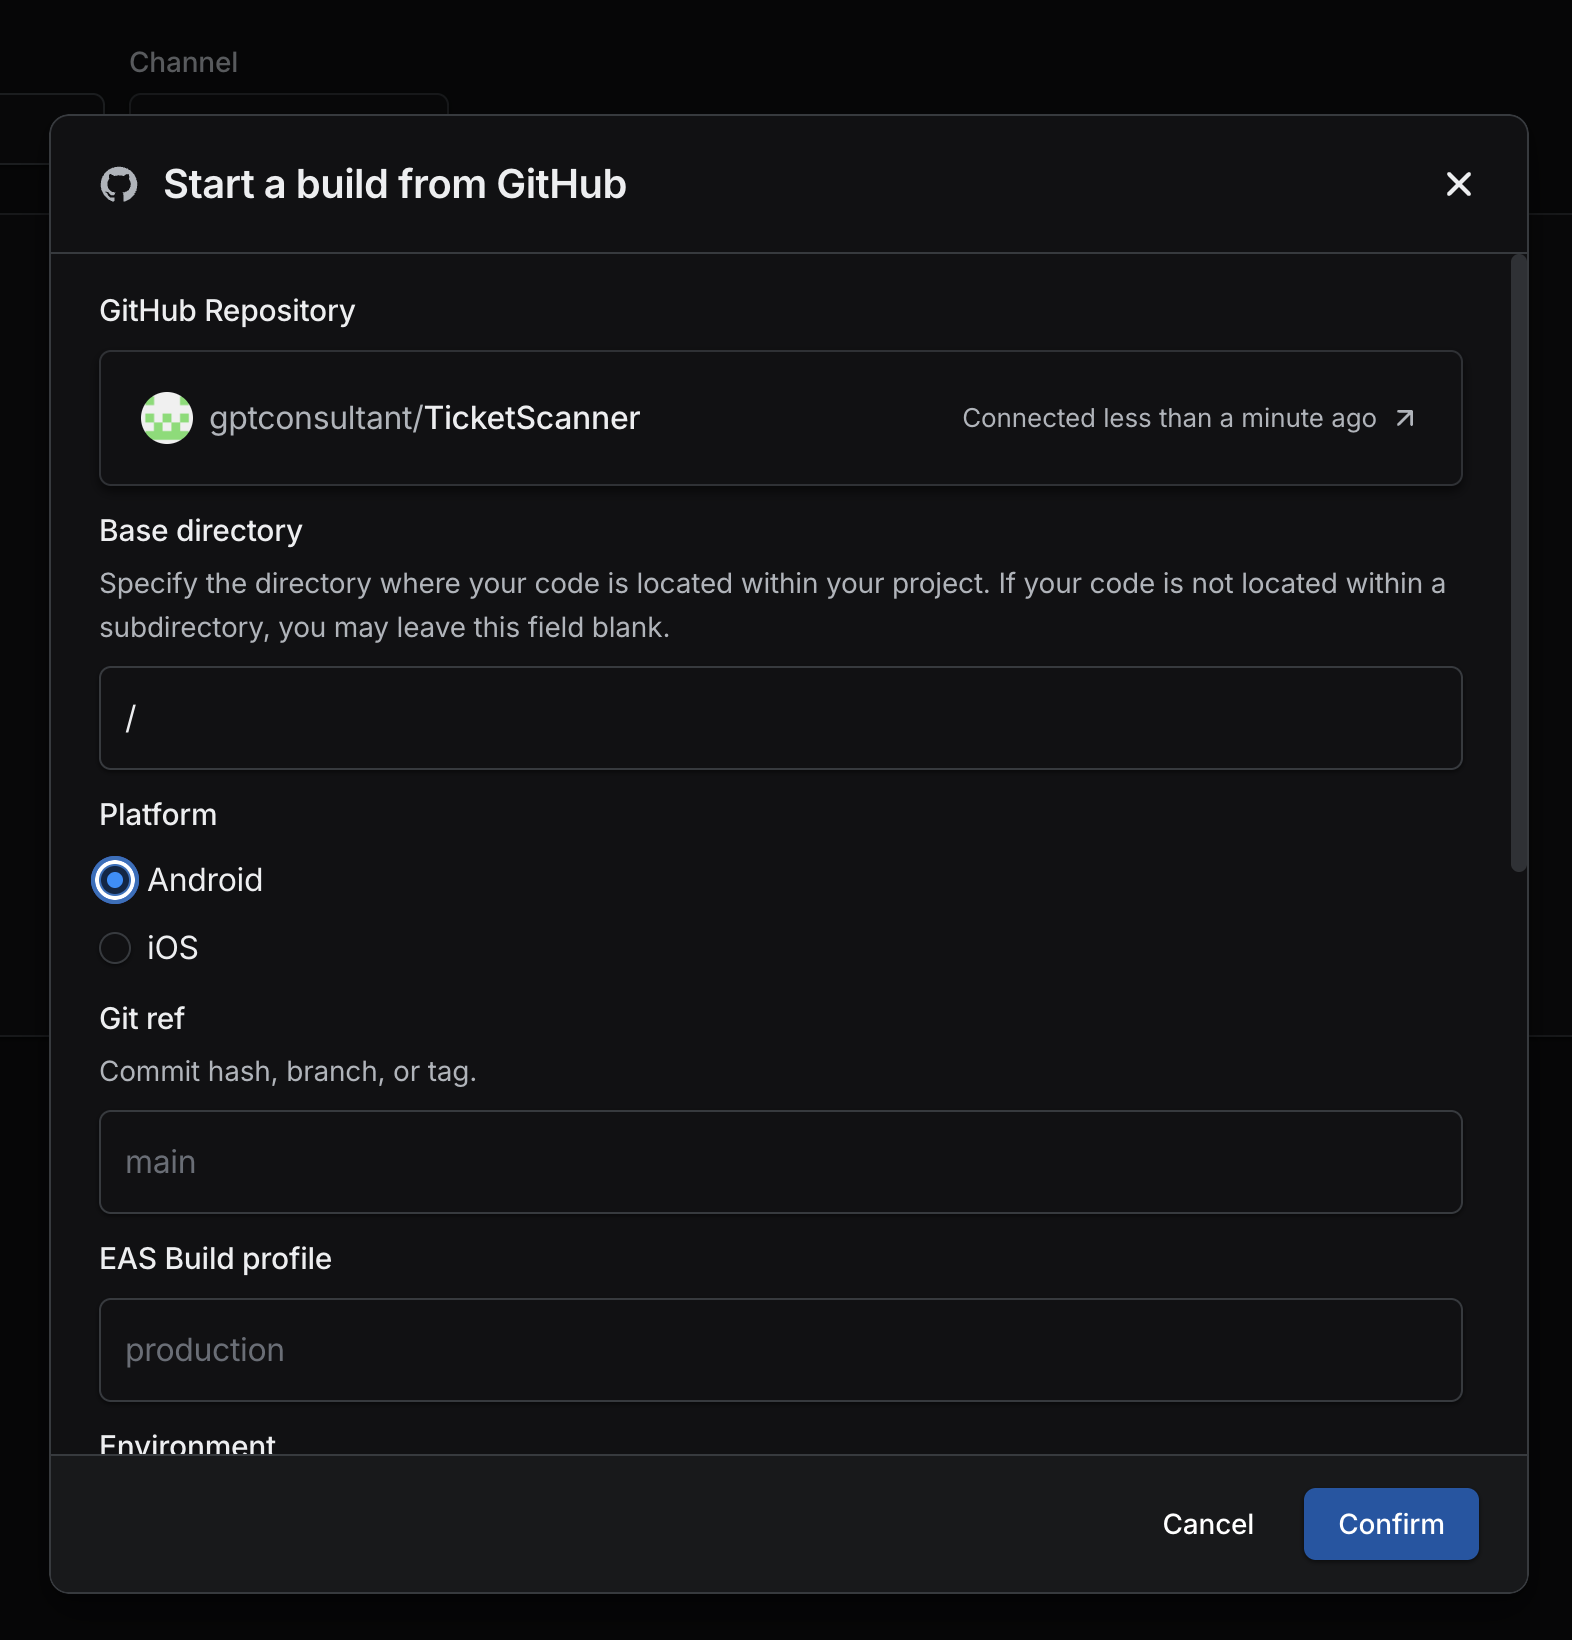 Channel
Start a build from GitHub
GitHub Repository
gptconsultant/TicketScanner
Connected less than a minute ago
Base directory
Specify the directory where your code is located within your project. If your code is not located within a
subdirectory, you may leave this field blank.
/
Platform
Android
iOS
Git ref
Commit hash, branch, or tag.
main
EAS Build profile
production
Environment
Cancel
Confirm